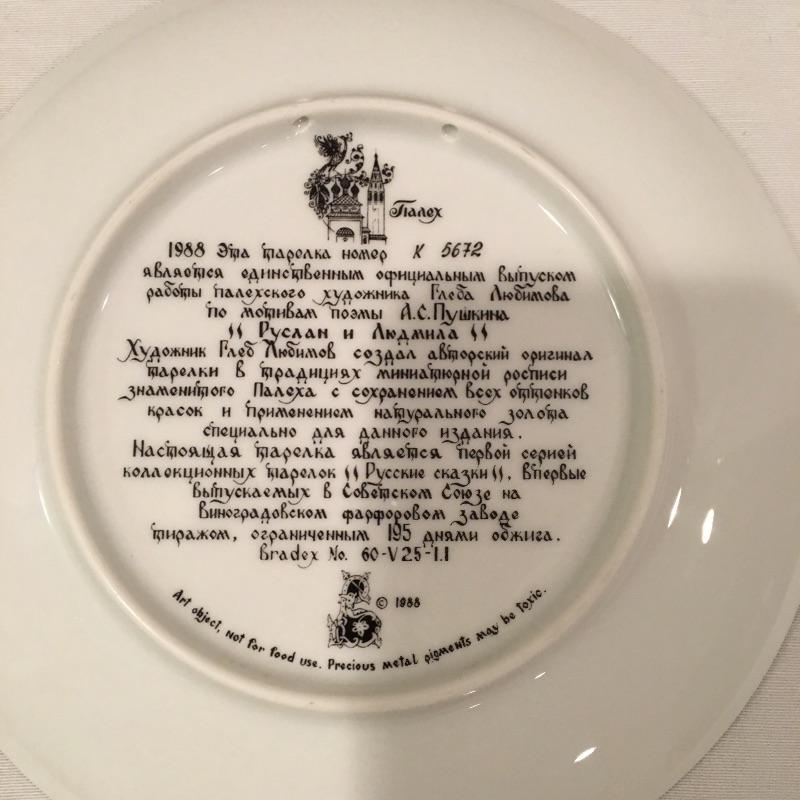 Палех
1988 Эта тарелка номер К 5672
является единственным официальным выпуском
работы палехского художника Глеба Любимова
по мотивам поэмы А.С.Пушкина
"Руслан и Людмила"
Художник Глеб Любимов создал авторский оригинал
тарелки в традициях миниатюрной росписи
знаменитого Палеха с сохранением всех оттенков
красок и применением натурального золота
специально для данного издания.
Настоящая тарелка является первой серией
коллекционных тарелок "Русские сказки", впервые
выпускаемых в Советском Союзе на
Виноградовском фарфоровом заводе
тиражом, ограниченным 195 днями обжига.
Bradex No. 60-V25-1.1
© 1988
Art object, not for food use. Precious metal pigments may be toxic.